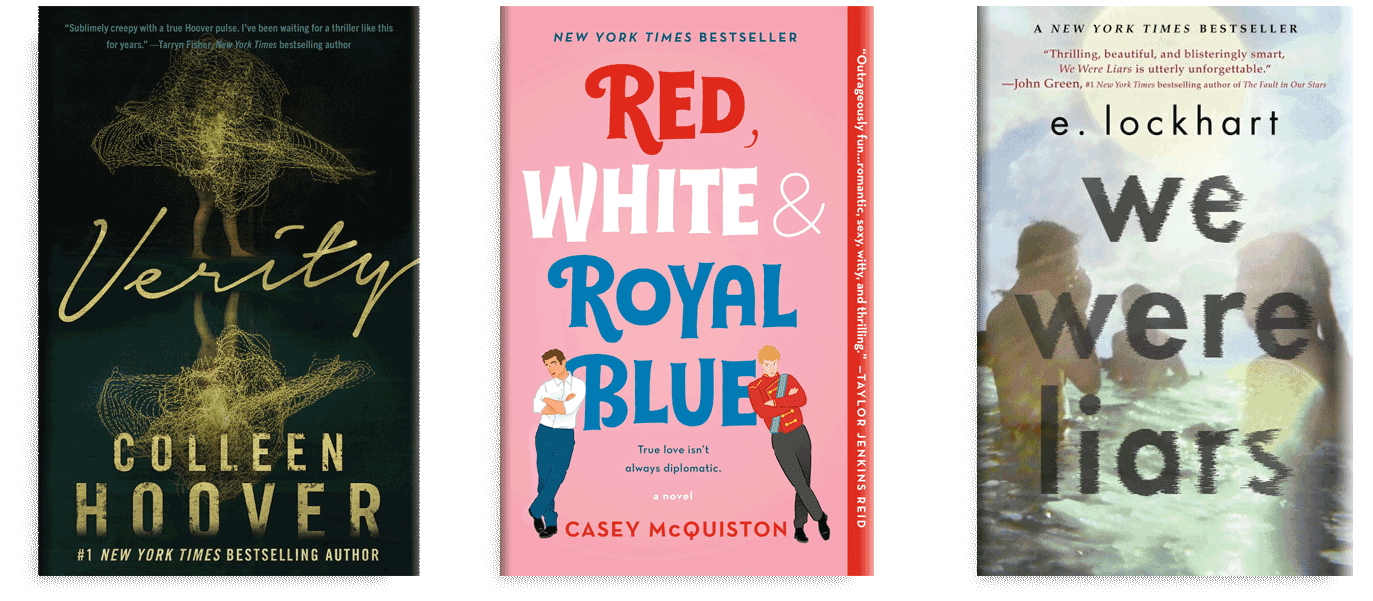 “Sublimely creepy with a true Hoover pulse. I've been waiting for a thriller like this
for years.” —Tarryn Fisher, New York Times bestselling author
Verity
COLLEEN
HOOVER
#1 NEW YORK TIMES BESTSELLING AUTHOR
NEW YORK TIMES BESTSELLER
RED,
WHITE &
ROYAL
BLUE
True love isn't
always diplomatic.
a novel
CASEY McQUISTON
“Outrageously fun...romantic, sexy, witty, and thrilling.” —TAYLOR JENKINS REID
A NEW YORK TIMES BESTSELLER
“Thrilling, beautiful, and blisteringly smart,
We Were Liars is utterly unforgettable.”
—John Green, #1 New York Times bestselling author of The Fault in Our Stars
e. lockhart
we
were
liars